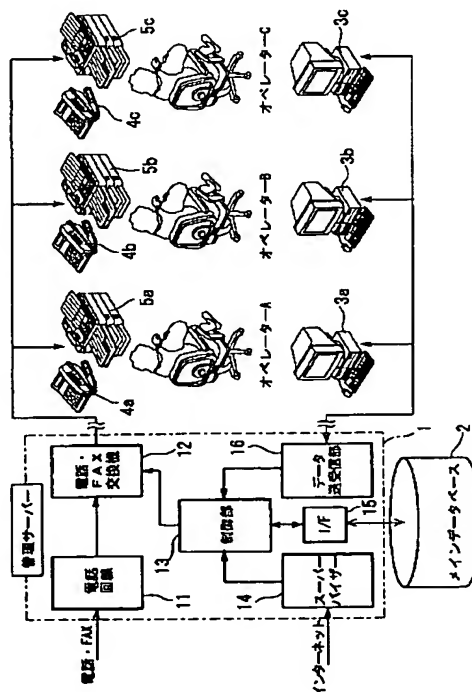 管理サーバー
電話・FAX
電話
回線
11
電話・
FAX
交換機
12
制御部
13
インターネット
スーパー
バイザー
14
I/F
15
データ
送受信部
16
1
メインデータベース
2
4a
5a
オペレーターA
3a
4b
5b
オペレーターB
3b
4c
5c
オペレーターC
3c